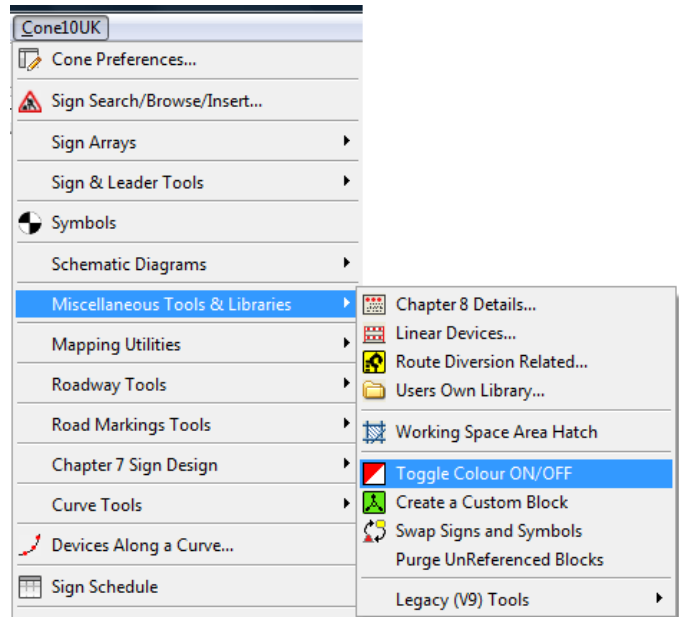 Cone10UK
Cone Preferences...
Sign Search/Browse/Insert...
Sign Arrays
Sign & Leader Tools
Symbols
Schematic Diagrams
Miscellaneous Tools & Libraries
Mapping Utilities
Roadway Tools
Road Markings Tools
Chapter 7 Sign Design
Curve Tools
Devices Along a Curve...
Sign Schedule
Chapter 8 Details...
Linear Devices...
Route Diversion Related...
Users Own Library...
Working Space Area Hatch
Toggle Colour ON/OFF
Create a Custom Block
Swap Signs and Symbols
Purge UnReferenced Blocks
Legacy (V9) Tools